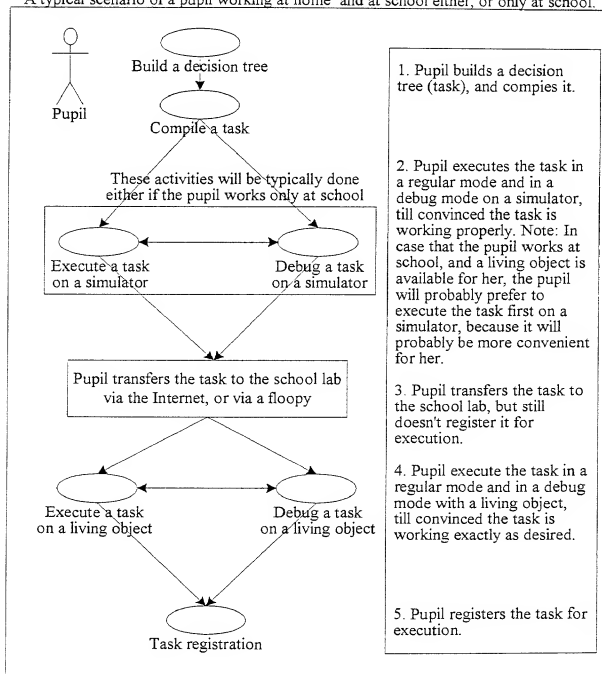 A typical scenario of a pupil working at home and at school either, or only at school.
Pupil
Build a decision tree
Compile a task
These activities will be typically done
either if the pupil works only at school
Execute a task
on a simulator
Debug a task
on a simulator
Pupil transfers the task to the school lab
via the Internet, or via a floopy
Execute a task
on a living object
Debug a task
on a living object
Task registration
1. Pupil builds a decision
tree (task), and compies it.
2. Pupil executes the task in
a regular mode and in a
debug mode on a simulator,
till convinced the task is
working properly. Note: In
case that the pupil works at
school, and a living object is
available for her, the pupil
will probably prefer to
execute the task first on a
simulator, because it will
probably be more convenient
for her.
3. Pupil transfers the task to
the school lab, but still
doesn't register it for
execution.
4. Pupil execute the task in a
regular mode and in a debug
mode with a living object,
till convinced the task is
working exactly as desired.
5. Pupil registers the task for
execution.